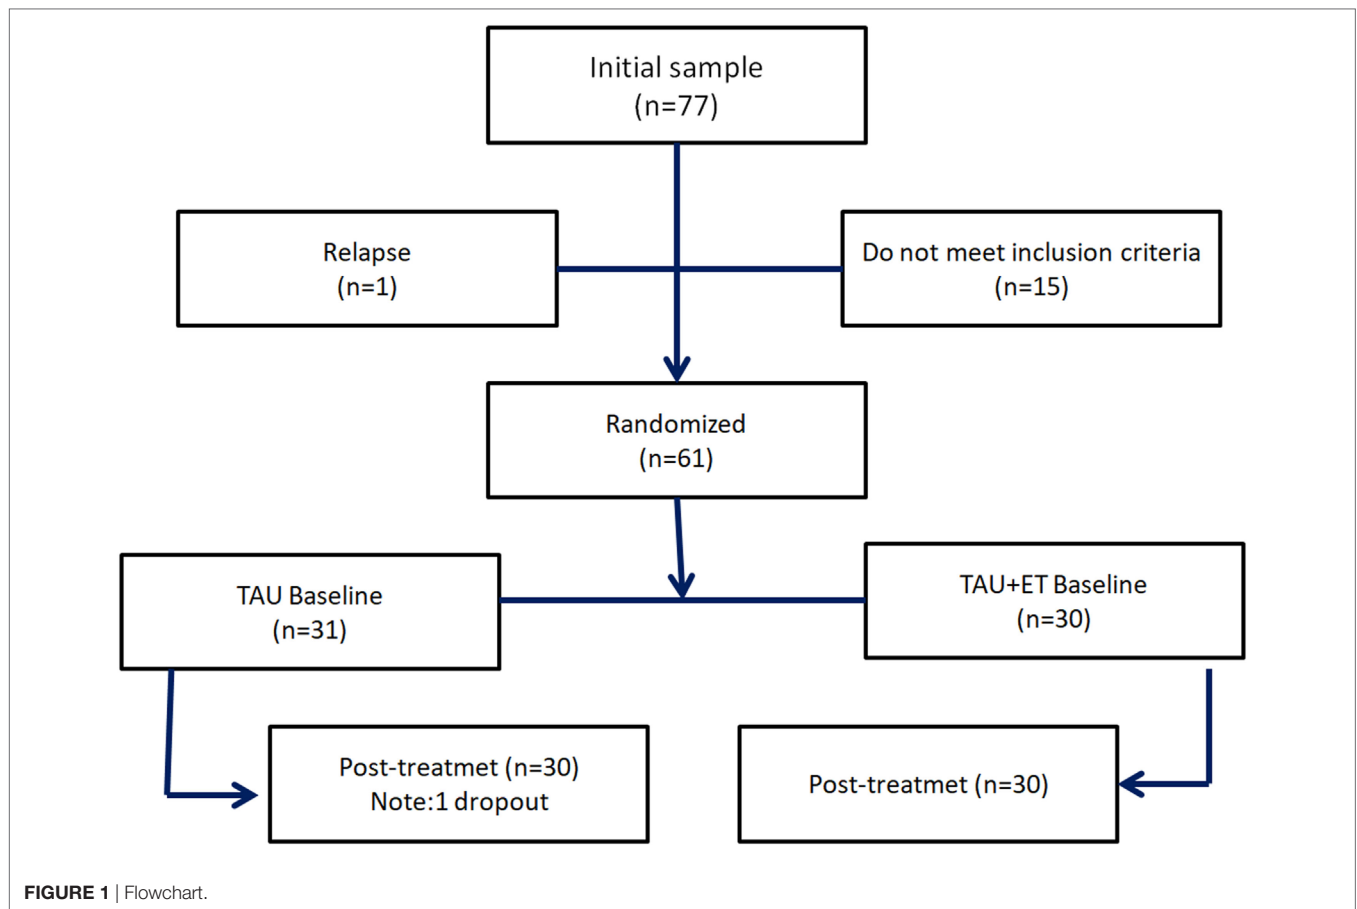 Initial sample
(n=77)
Relapse
(n=1)
Do not meet inclusion criteria
(n=15)
Randomized
(n=61)
TAU Baseline
(n=31)
TAU+ET Baseline
(n=30)
Post-treatmet (n=30)
Note:1 dropout
Post-treatmet (n=30)
FIGURE 1 | Flowchart.